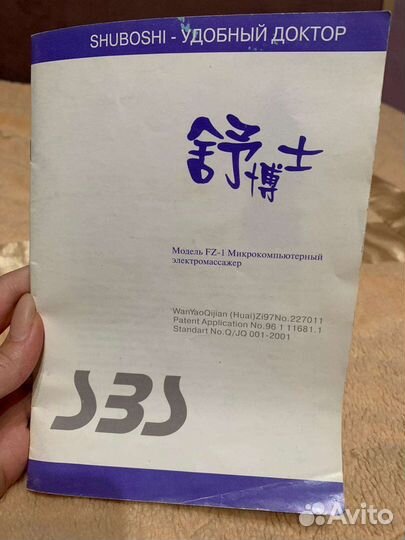 SHUBOSHI - УДОБНЫЙ ДОКТОР
舒博士
Модель FZ-1 Микрокомпьютерный
электромассажер
WanYaoQijian (Huai)Zi97No.227011
Patent Application No.96 1 11681.1
Standart No.Q/JQ 001-2001
SBS
Avito